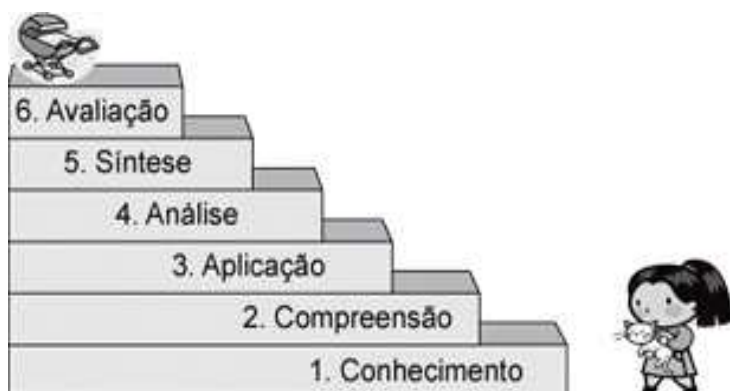 6. Avaliação
5. Síntese
4. Análise
3. Aplicação
2. Compreensão
1. Conhecimento